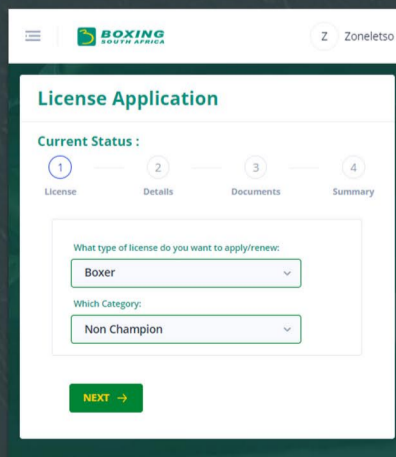 BOXING
SOUTH AFRICA
Z Zoneletso
License Application
Current Status :
1 2 3 4
License Details Documents Summary
What type of license do you want to apply/renew:
Boxer
Which Category:
Non Champion
NEXT →